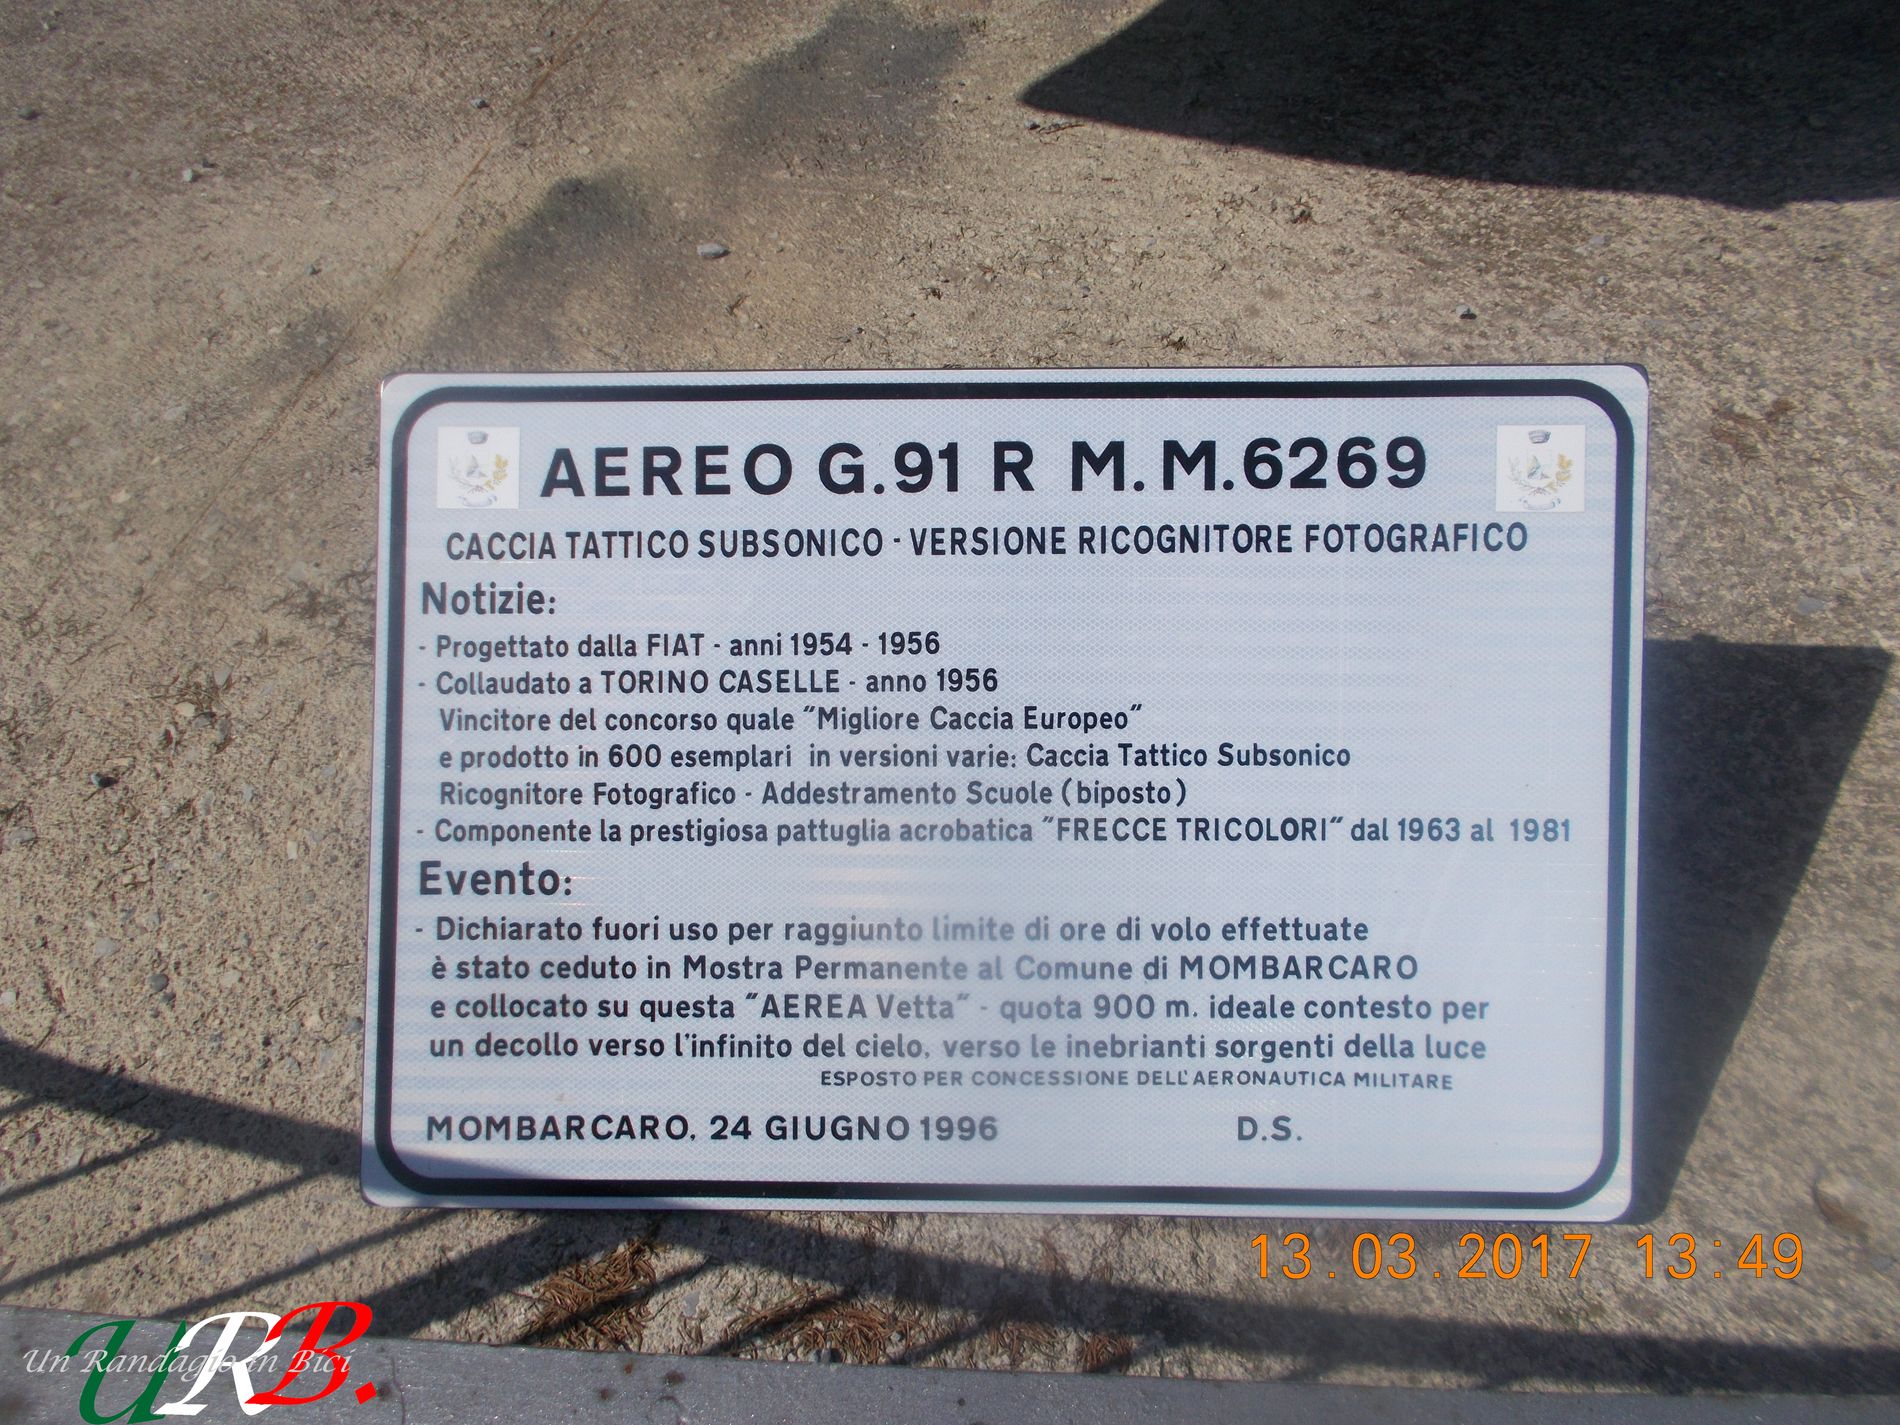 AEREO G.91 R M.M.6269
CACCIA TATTICO SUBSONICO - VERSIONE RICOGNITORE FOTOGRAFICO
Notizie:
- Progettato dalla FIAT - anni 1954 - 1956
- Collaudato a TORINO CASELLE - anno 1956
Vincitore del concorso quale "Migliore Caccia Europeo"
e prodotto in 600 esemplari in versioni varie: Caccia Tattico Subsonico
Ricognitore Fotografico - Addestramento Scuole (biposto)
- Componente la prestigiosa pattuglia acrobatica "FRECCE TRICOLORI" dal 1963 al 1981
Evento:
- Dichiarato fuori uso per raggiunto limite di ore di volo effettuate
è stato ceduto in Mostra Permanente al Comune di MOMBARCARO
e collocato su questa "AEREA Vetta" - quota 900 m. ideale contesto per
un decollo verso l'infinito del cielo, verso le inebrianti sorgenti della luce
ESPOSTO PER CONCESSIONE DELL'AERONAUTICA MILITARE
MOMBARCARO, 24 GIUGNO 1996 D.S.
13.03.2017 13:49
URB.
Un Randagio in Bici